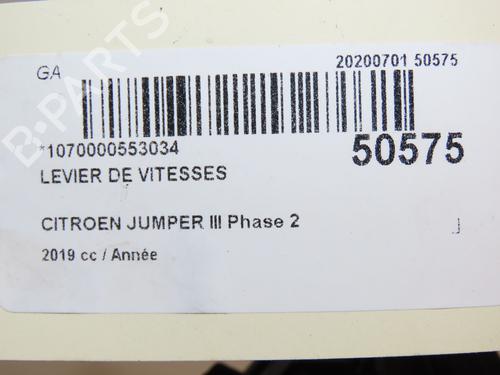 GA
20200701 50575
*1070000553034
50575
LEVIER DE VITESSES
CITROEN JUMPER III Phase 2
2019 cc / Année
B-PARTS